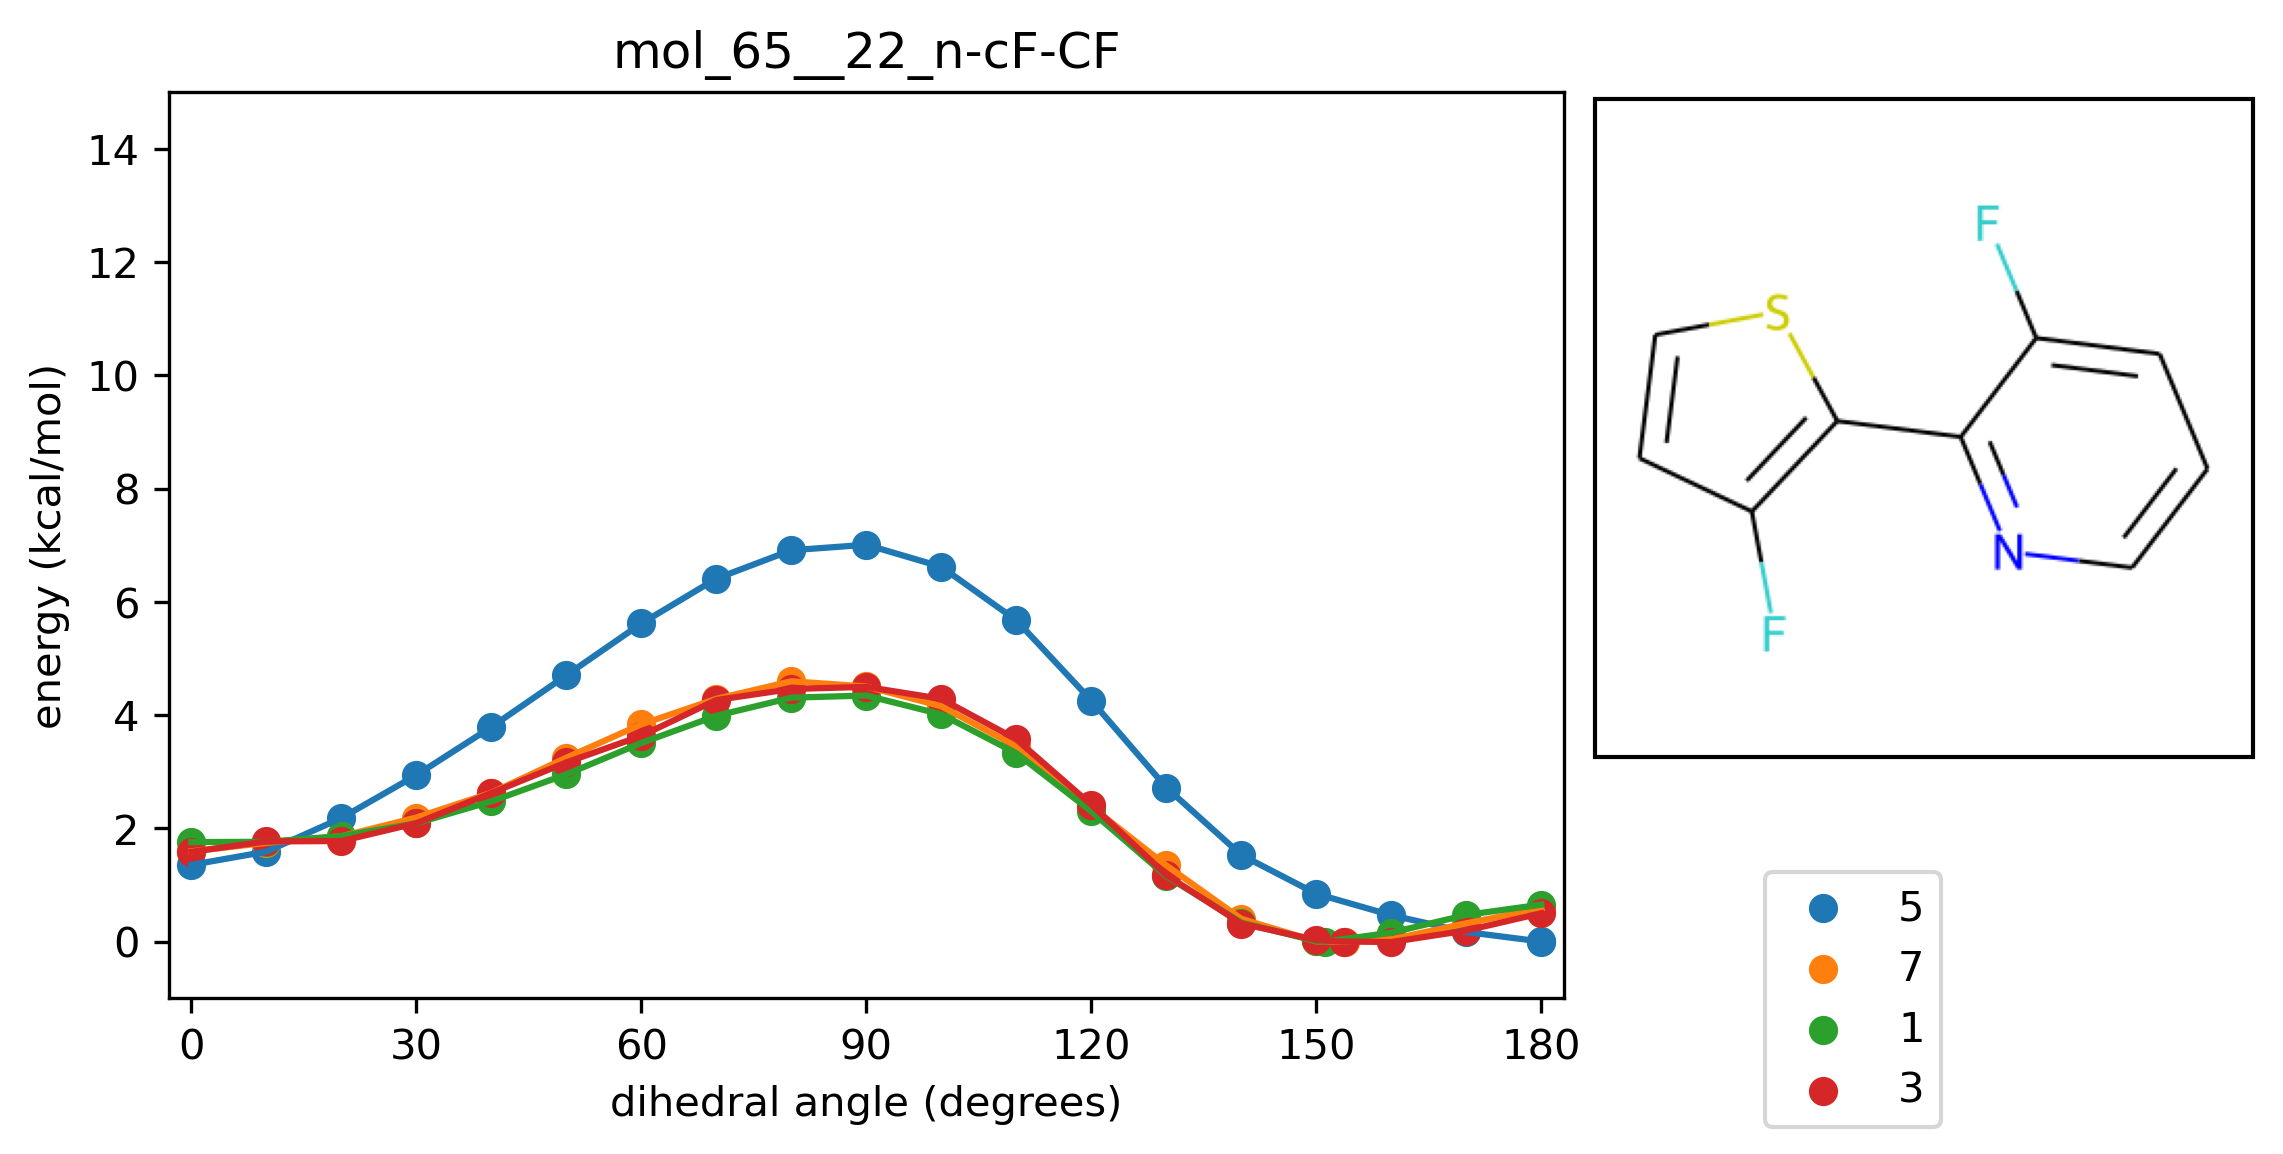 mol_65__22_n-cF-CF
energy (kcal/mol)
14
12
10
8
6
4
2
0
0 30 60 90 120 150 180
dihedral angle (degrees)
F
S
N
F
5
7
1
3